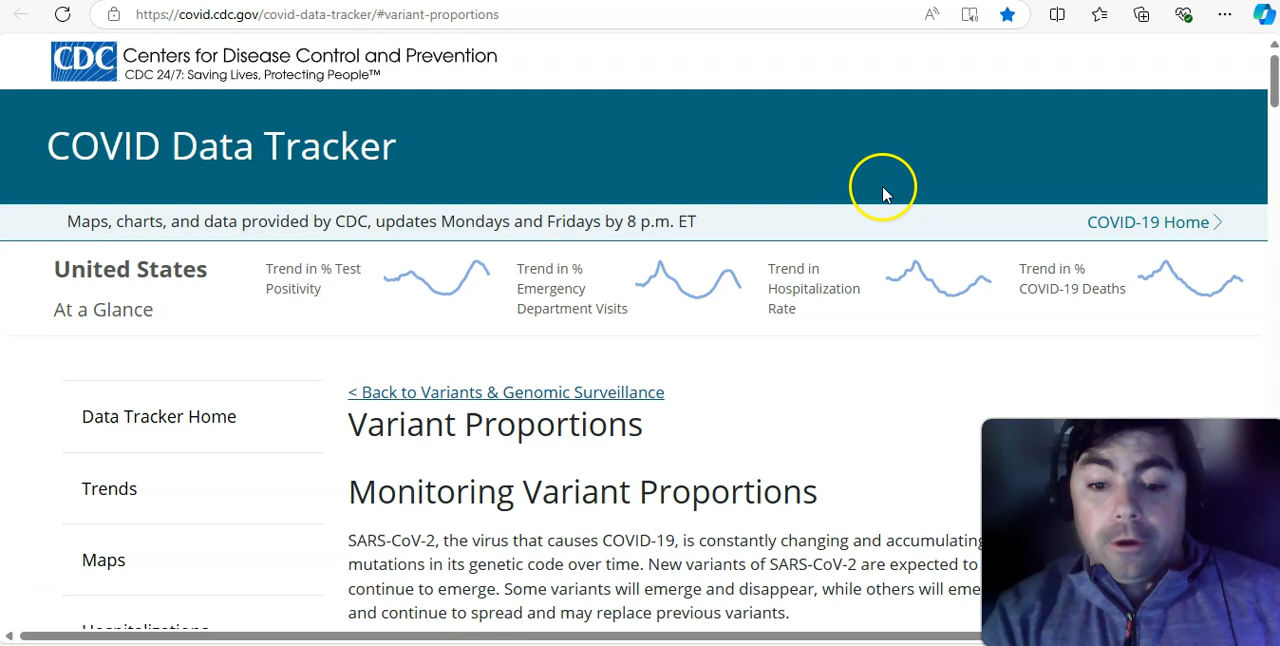 https://covid.cdc.gov/covid-data-tracker/#variant-proportions
CDC Centers for Disease Control and Prevention
CDC 24/7: Saving Lives, Protecting People™
COVID Data Tracker
Maps, charts, and data provided by CDC, updates Mondays and Fridays by 8 p.m. ET
COVID-19 Home
United States
At a Glance
Trend in % Test
Positivity
Trend in %
Emergency
Department Visits
Trend in
Hospitalization
Rate
Trend in %
COVID-19 Deaths
Data Tracker Home
Trends
Maps
Hospitalizations
< Back to Variants & Genomic Surveillance
Variant Proportions
Monitoring Variant Proportions
SARS-CoV-2, the virus that causes COVID-19, is constantly changing and accumulating
mutations in its genetic code over time. New variants of SARS-CoV-2 are expected to
continue to emerge. Some variants will emerge and disappear, while others will eme
and continue to spread and may replace previous variants.